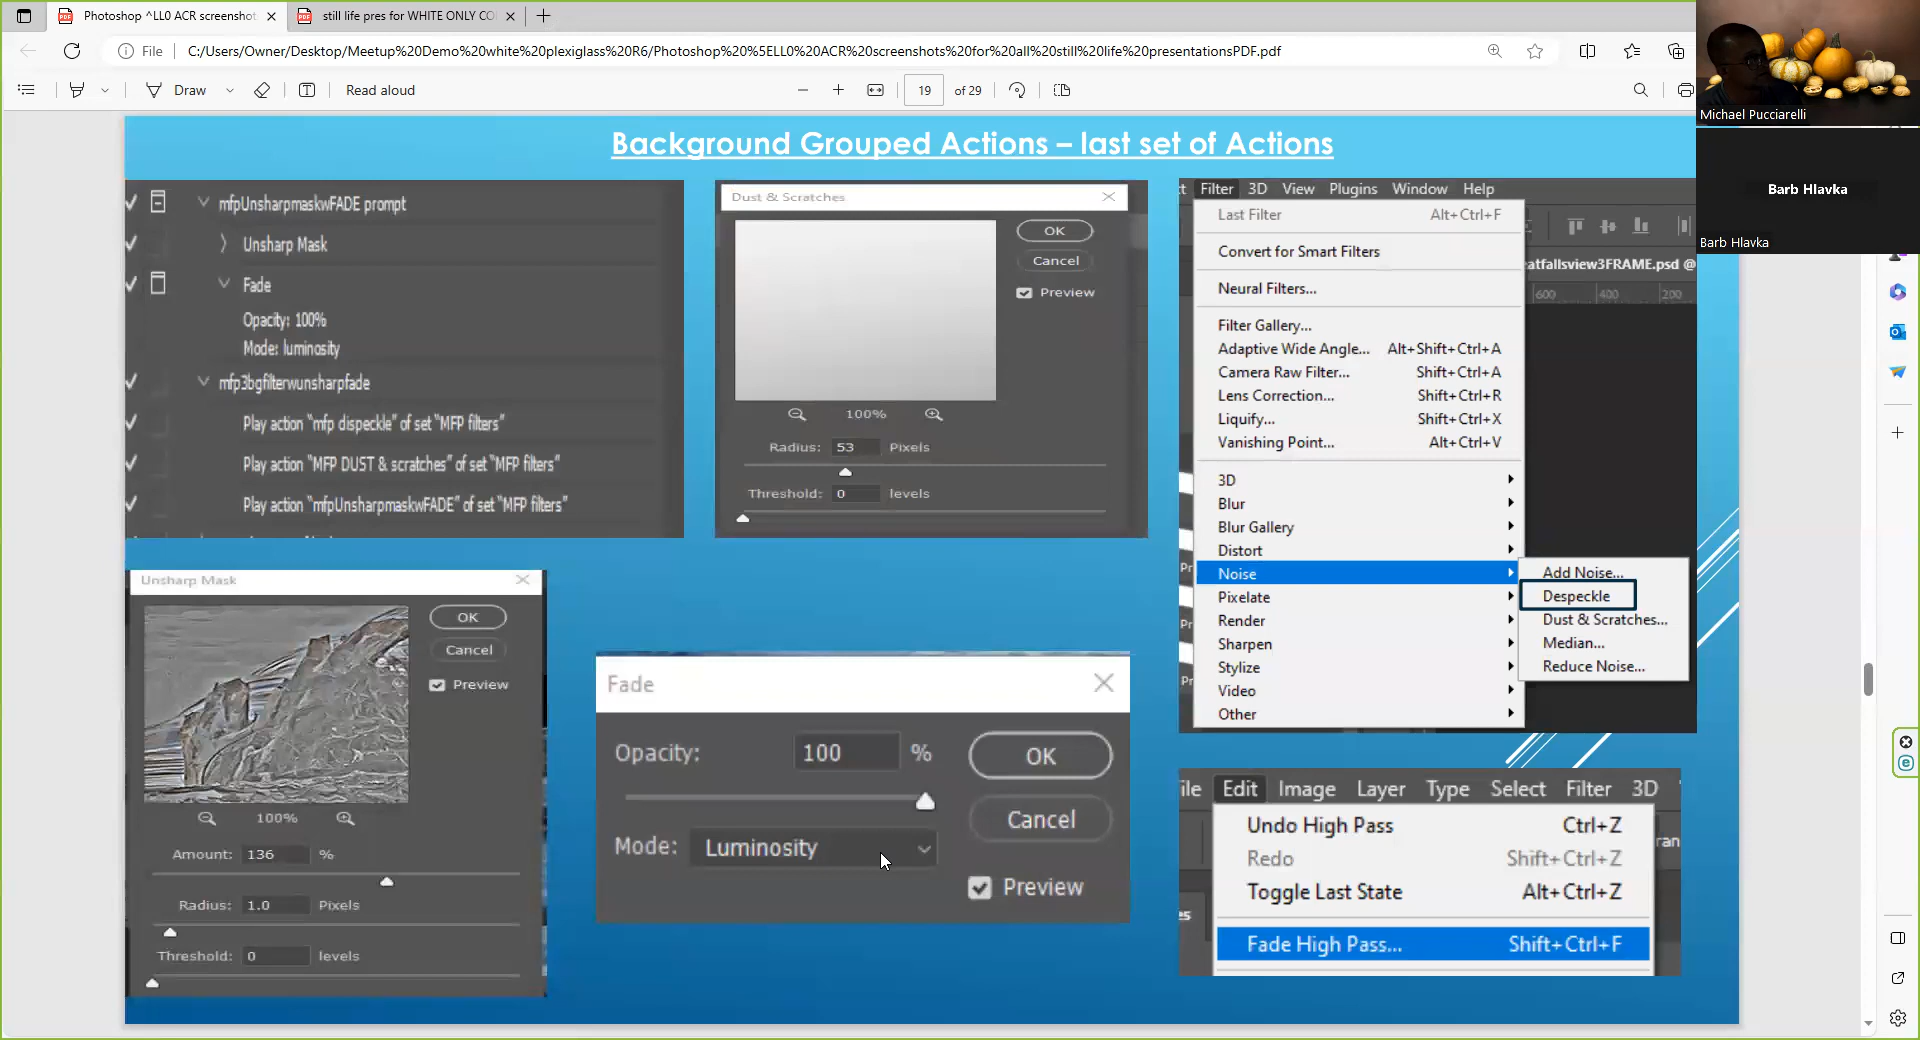 Photoshop ^LL0 ACR screenshot
still life pres for WHITE ONLY CO
File
C:/Users/Owner/Desktop/Meetup%20Demo%20white%20plexiglass%20R6/Photoshop%20%5ELL0%20ACR%20screenshots%20for%20all%20still%20life%20presentationsPDF.pdf
Draw
Read aloud
19
of 29
Michael Pucciarelli
Barb Hlavka
Barb Hlavka
Background Grouped Actions – last set of Actions
mfpUnsharpmaskwFADE prompt
Unsharp Mask
Fade
Opacity: 100%
Mode: luminosity
mfp3bgfilterwunsharpfade
Play action "mfp dispeckle" of set "MFP filters"
Play action "MFP DUST & scratches" of set "MFP filters"
Play action "mfpUnsharpmaskwFADE" of set "MFP filters"
Dust & Scratches
OK
Cancel
Preview
100%
Radius: 53 Pixels
Threshold: 0 levels
Filter 3D View Plugins Window Help
Last Filter Alt+Ctrl+F
Convert for Smart Filters
Neural Filters...
Filter Gallery...
Adaptive Wide Angle... Alt+Shift+Ctrl+A
Camera Raw Filter... Shift+Ctrl+A
Lens Correction... Shift+Ctrl+R
Liquify... Shift+Ctrl+X
Vanishing Point... Alt+Ctrl+V
3D
Blur
Blur Gallery
Distort
Noise
Pixelate
Render
Sharpen
Stylize
Video
Other
atfallsview3FRAME.psd @
600 400 200
Pr
Pr
Pr
Add Noise...
Despeckle
Dust & Scratches...
Median...
Reduce Noise...
Unsharp Mask
OK
Cancel
Preview
100%
Amount: 136 %
Radius: 1.0 Pixels
Threshold: 0 levels
Fade
Opacity: 100 %
OK
Cancel
Mode: Luminosity
Preview
ile Edit Image Layer Type Select Filter 3D
Undo High Pass Ctrl+Z
Redo Shift+Ctrl+Z
Toggle Last State Alt+Ctrl+Z
Fade High Pass... Shift+Ctrl+F
ran
es